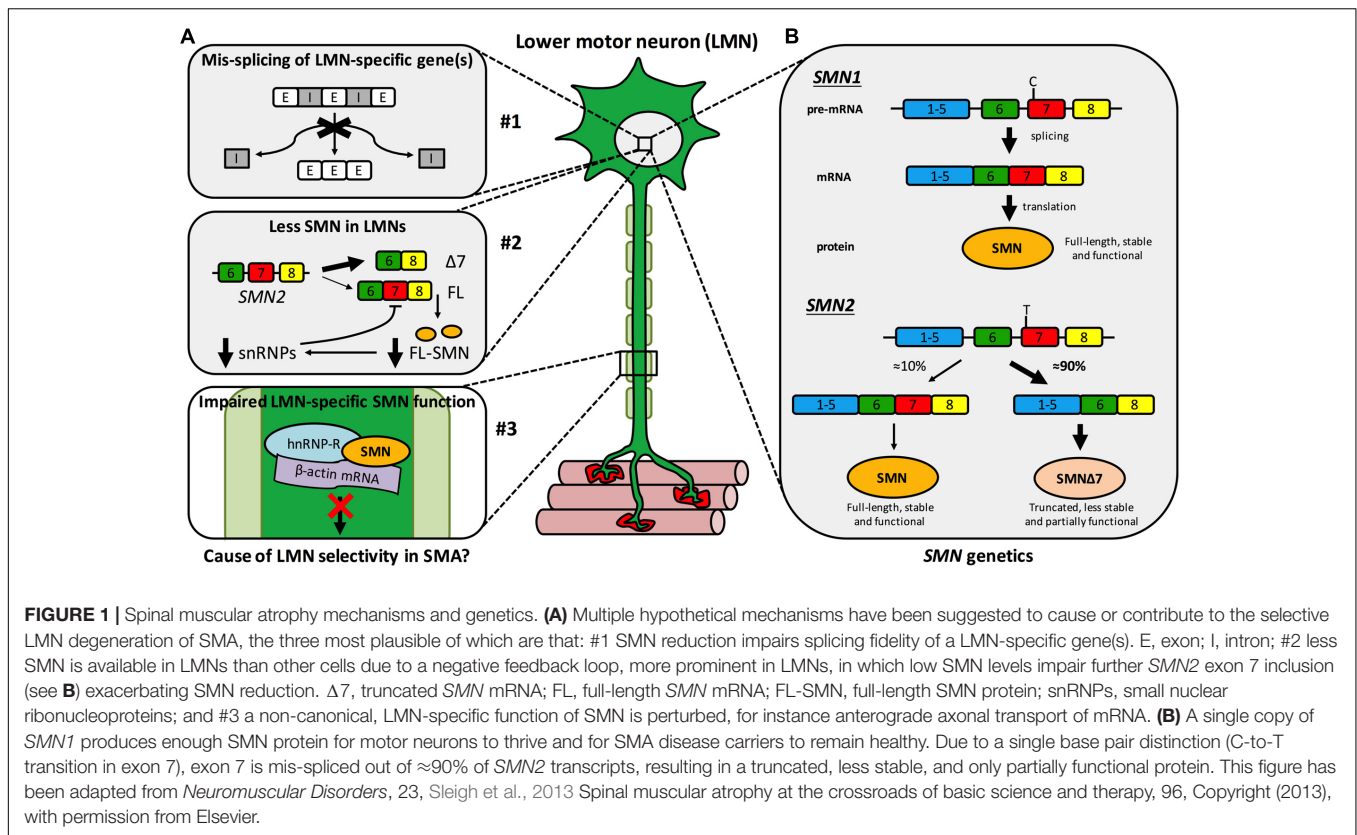 A
Lower motor neuron (LMN)
B
Mis-splicing of LMN-specific gene(s)
E I E I E
I
I
E E E
#1
Less SMN in LMNs
6 7 8
SMN2
6 8
Δ7
6 7 8
FL
snRNPs
FL-SMN
#2
Impaired LMN-specific SMN function
hnRNP-R
SMN
β-actin mRNA
#3
Cause of LMN selectivity in SMA?
SMN1
C
pre-mRNA
1-5 6 7 8
splicing
mRNA
1-5 6 7 8
translation
protein
SMN
Full-length, stable
and functional
SMN2
T
1-5 6 7 8
≈10%
≈90%
1-5 6 7 8
1-5 6 8
SMN
SMNΔ7
Full-length, stable
and functional
Truncated, less stable
and partially functional
SMN genetics
FIGURE 1 | Spinal muscular atrophy mechanisms and genetics. (A) Multiple hypothetical mechanisms have been suggested to cause or contribute to the selective
LMN degeneration of SMA, the three most plausible of which are that: #1 SMN reduction impairs splicing fidelity of a LMN-specific gene(s). E, exon; I, intron; #2 less
SMN is available in LMNs than other cells due to a negative feedback loop, more prominent in LMNs, in which low SMN levels impair further SMN2 exon 7 inclusion
(see B) exacerbating SMN reduction. Δ7, truncated SMN mRNA; FL, full-length SMN mRNA; FL-SMN, full-length SMN protein; snRNPs, small nuclear
ribonucleoproteins; and #3 a non-canonical, LMN-specific function of SMN is perturbed, for instance anterograde axonal transport of mRNA. (B) A single copy of
SMN1 produces enough SMN protein for motor neurons to thrive and for SMA disease carriers to remain healthy. Due to a single base pair distinction (C-to-T
transition in exon 7), exon 7 is mis-spliced out of ≈90% of SMN2 transcripts, resulting in a truncated, less stable, and only partially functional protein. This figure has
been adapted from Neuromuscular Disorders, 23, Sleigh et al., 2013 Spinal muscular atrophy at the crossroads of basic science and therapy, 96, Copyright (2013),
with permission from Elsevier.